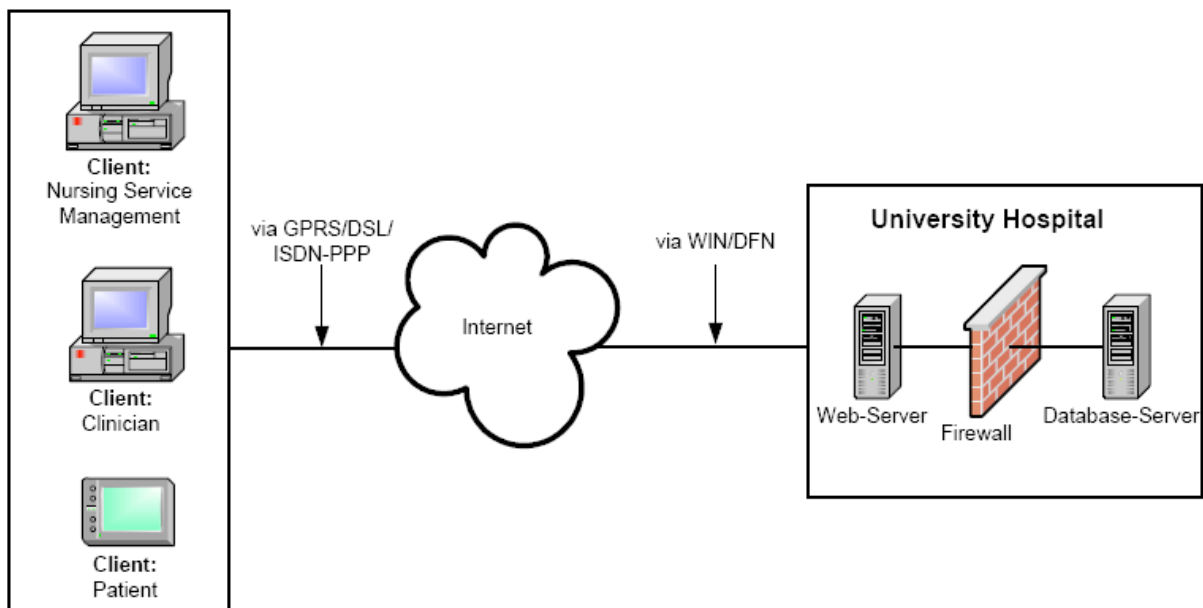 Client:
Nursing Service
Management
Client:
Clinician
Client:
Patient
via GPRS/DSL/
ISDN-PPP
Internet
via WIN/DFN
University Hospital
Web-Server
Firewall
Database-Server